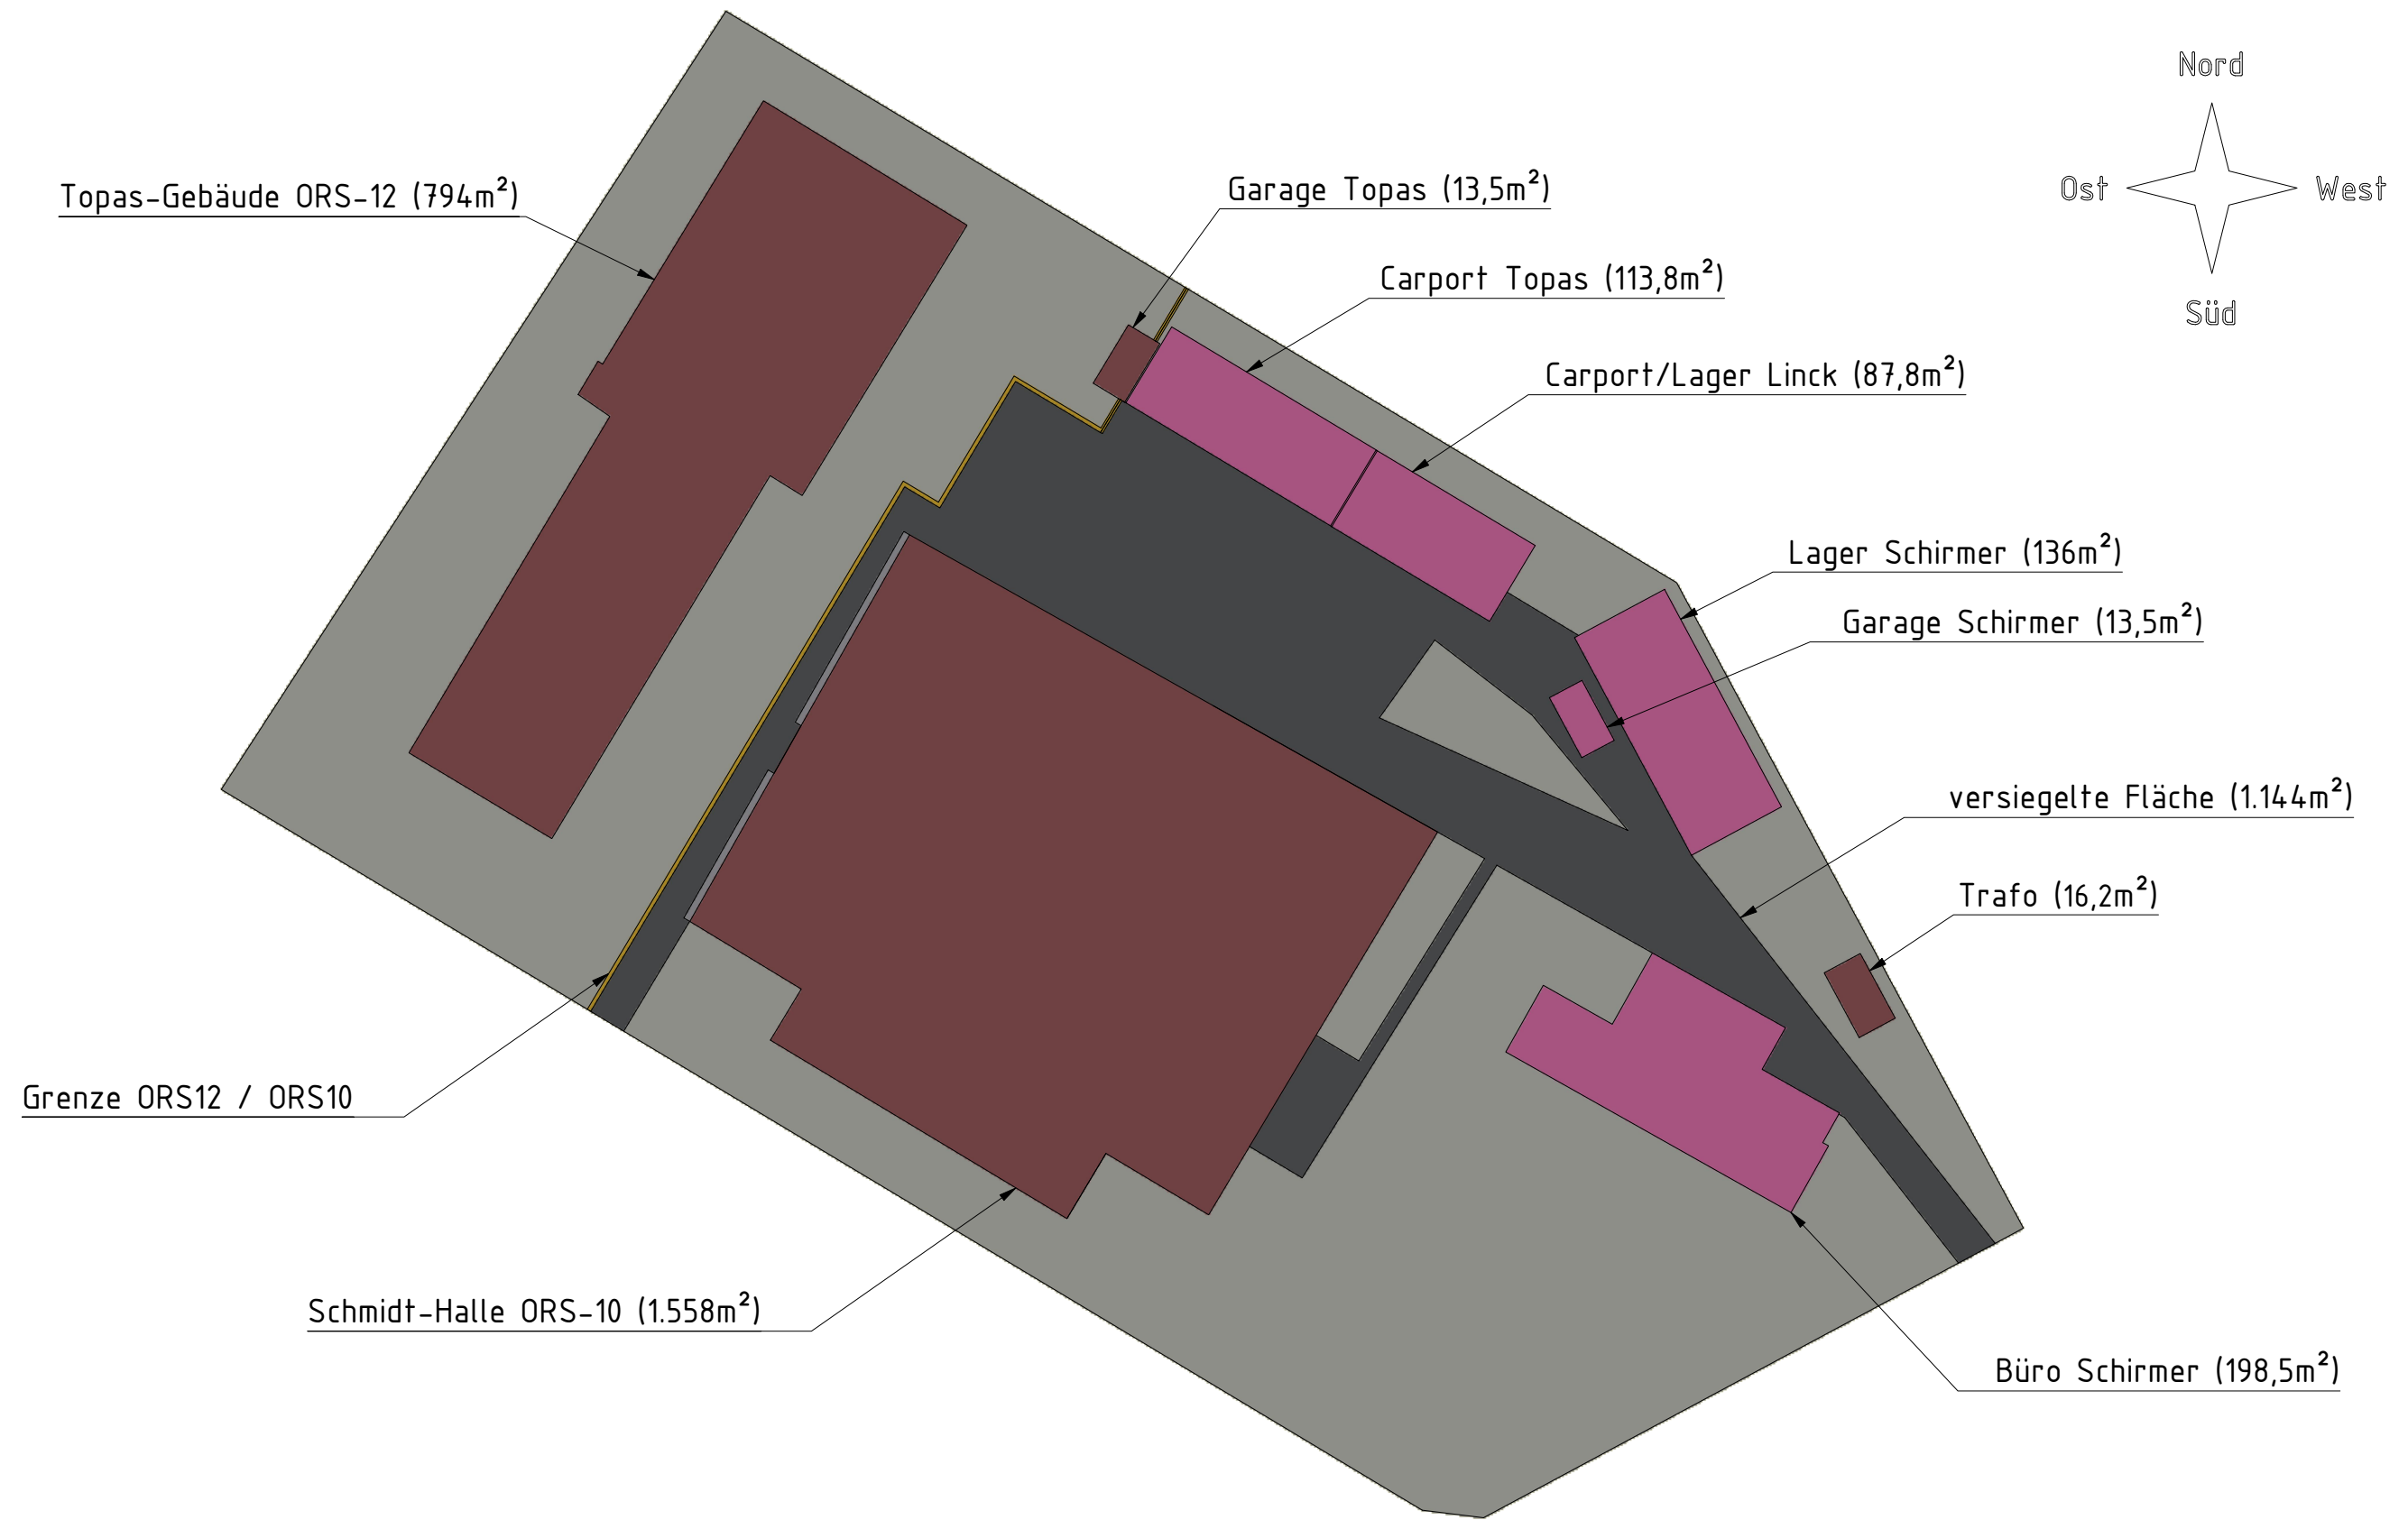 Nord
Ost
West
Süd
Topas-Gebäude ORS-12 (794m²)
Garage Topas (13,5m²)
Carport Topas (113,8m²)
Carport/Lager Linck (87,8m²)
Lager Schirmer (136m²)
Garage Schirmer (13,5m²)
versiegelte Fläche (1.144m²)
Trafo (16,2m²)
Grenze ORS12 / ORS10
Schmidt-Halle ORS-10 (1.558m²)
Büro Schirmer (198,5m²)